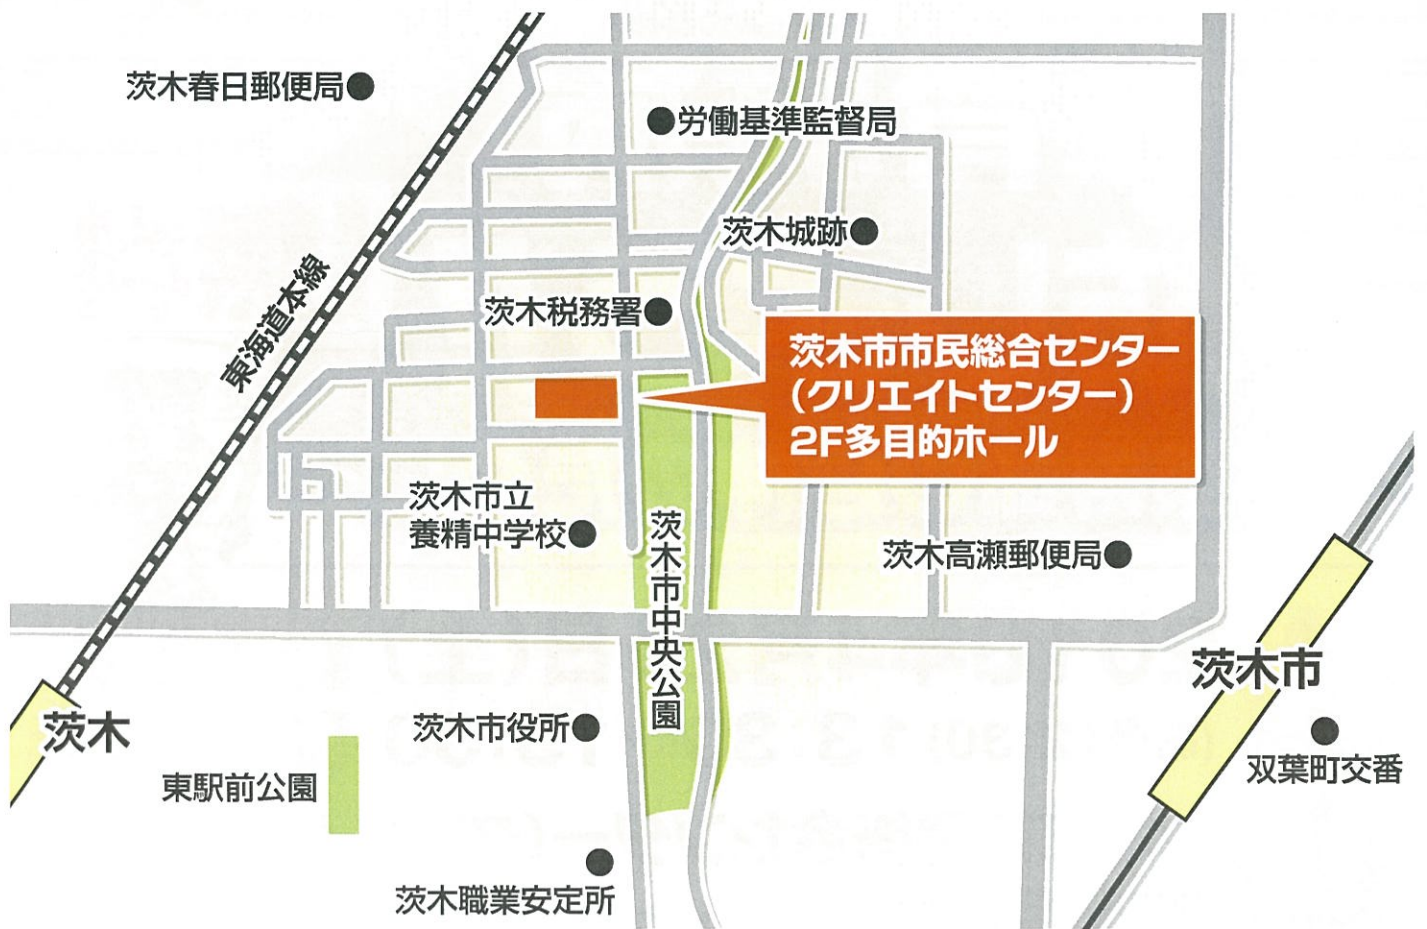 茨木春日郵便局
労働基準監督局
茨木城跡
東海道本線
茨木税務署
茨木市市民総合センター
(クリエイトセンター)
2F多目的ホール
茨木市立
養精中学校
茨木市中央公園
茨木高瀬郵便局
茨木市
茨木
茨木市役所
双葉町交番
東駅前公園
茨木職業安定所